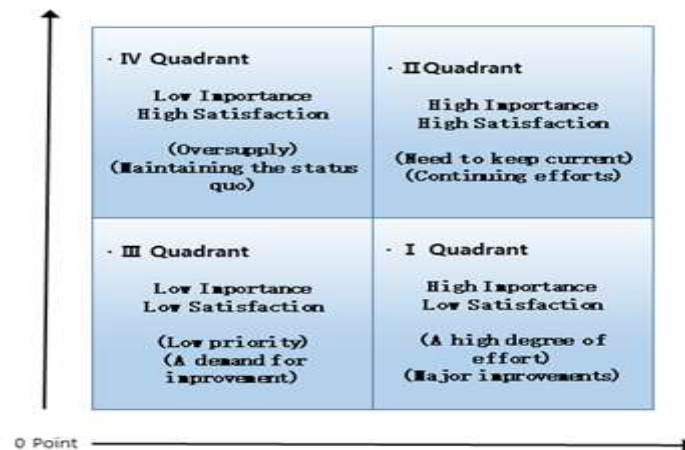 · Ⅳ Quadrant
Low Importance
High Satisfaction
(Oversupply)
(Maintaining the status
quo)
· ⅡQuadrant
High Importance
High Satisfaction
(Need to keep current)
(Continuing efforts)
· Ⅲ Quadrant
Low Importance
Low Satisfaction
(Low priority)
(A demand for
improvement)
· Ⅰ Quadrant
High Importance
Low Satisfaction
(A high degree of
effort)
(Major improvements)
0 Point